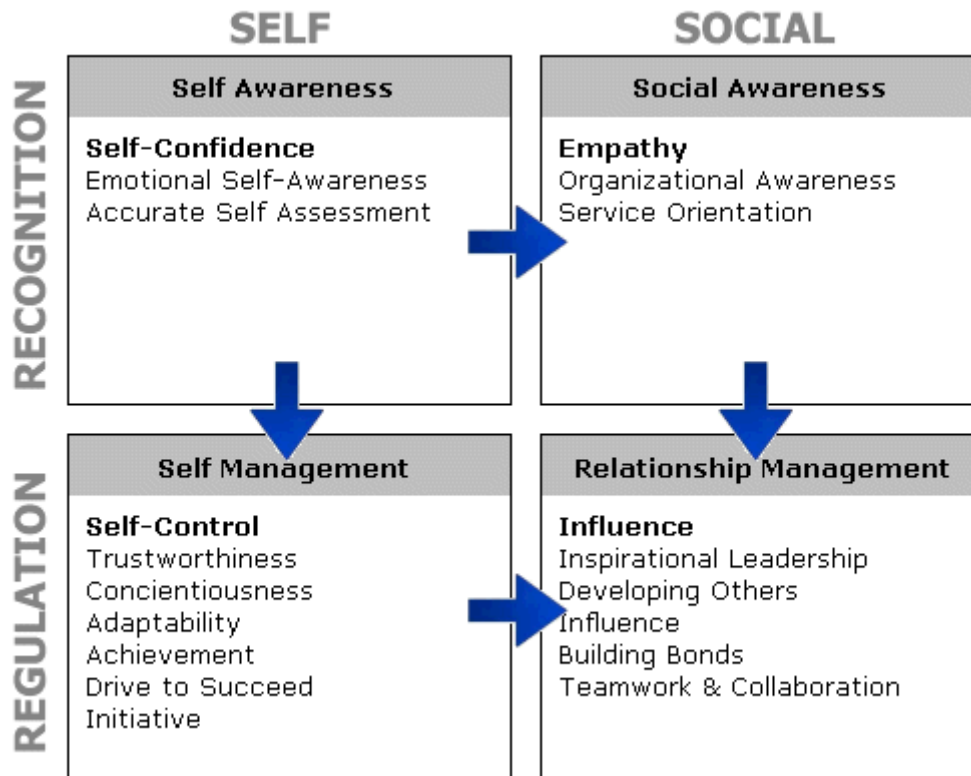 SELF
SOCIAL
RECOGNITION
Self Awareness
Self-Confidence
Emotional Self-Awareness
Accurate Self Assessment
Social Awareness
Empathy
Organizational Awareness
Service Orientation
REGULATION
Self Management
Self-Control
Trustworthiness
Concientiousness
Adaptability
Achievement
Drive to Succeed
Initiative
Relationship Management
Influence
Inspirational Leadership
Developing Others
Influence
Building Bonds
Teamwork & Collaboration